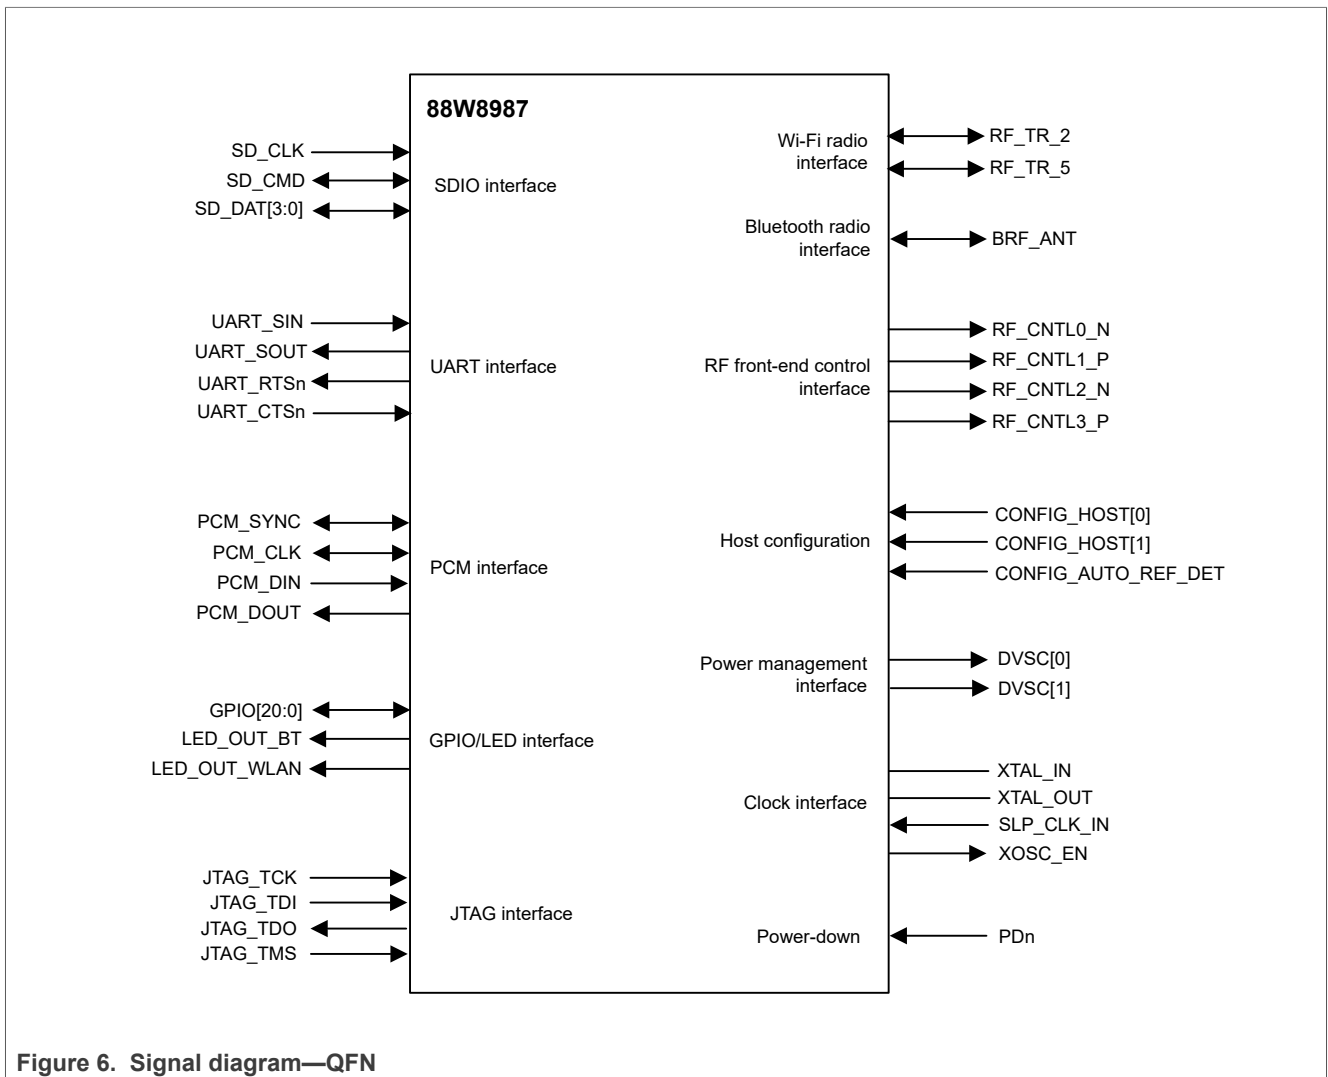 88W8987
SD_CLK
SD_CMD
SD_DAT[3:0]
SDIO interface
UART_SIN
UART_SOUT
UART_RTSn
UART_CTSn
UART interface
PCM_SYNC
PCM_CLK
PCM_DIN
PCM_DOUT
PCM interface
GPIO[20:0]
LED_OUT_BT
LED_OUT_WLAN
GPIO/LED interface
JTAG_TCK
JTAG_TDI
JTAG_TDO
JTAG_TMS
JTAG interface
Wi-Fi radio
interface
RF_TR_2
RF_TR_5
Bluetooth radio
interface
BRF_ANT
RF front-end control
interface
RF_CNTL0_N
RF_CNTL1_P
RF_CNTL2_N
RF_CNTL3_P
Host configuration
CONFIG_HOST[0]
CONFIG_HOST[1]
CONFIG_AUTO_REF_DET
Power management
interface
DVSC[0]
DVSC[1]
Clock interface
XTAL_IN
XTAL_OUT
SLP_CLK_IN
XOSC_EN
Power-down
PDn
Figure 6. Signal diagram—QFN